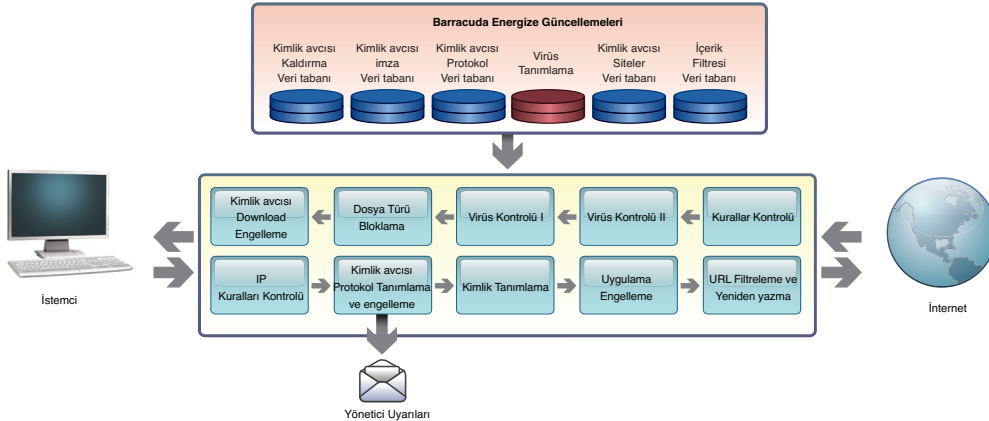 Barracuda Energize Güncellemeleri
Kimlik avcısı
Kaldırma
Veri tabanı
Kimlik avcısı
imza
Veri tabanı
Kimlik avcısı
Protokol
Veri tabanı
Virüs
Tanımlama
Kimlik avcısı
Siteler
Veri tabanı
İçerik
Filtresi
Veri tabanı
Kimlik avcısı
Download
Engelleme
Dosya Türü
Bloklama
Virüs Kontrolü I
Virüs Kontrolü II
Kurallar Kontrolü
IP
Kuralları Kontrolü
Kimlik avcısı
Protokol Tanımlama
ve engelleme
Kimlik Tanımlama
Uygulama
Engelleme
URL Filtreleme ve
Yeniden yazma
İstemci
İnternet
Yönetici Uyarıları